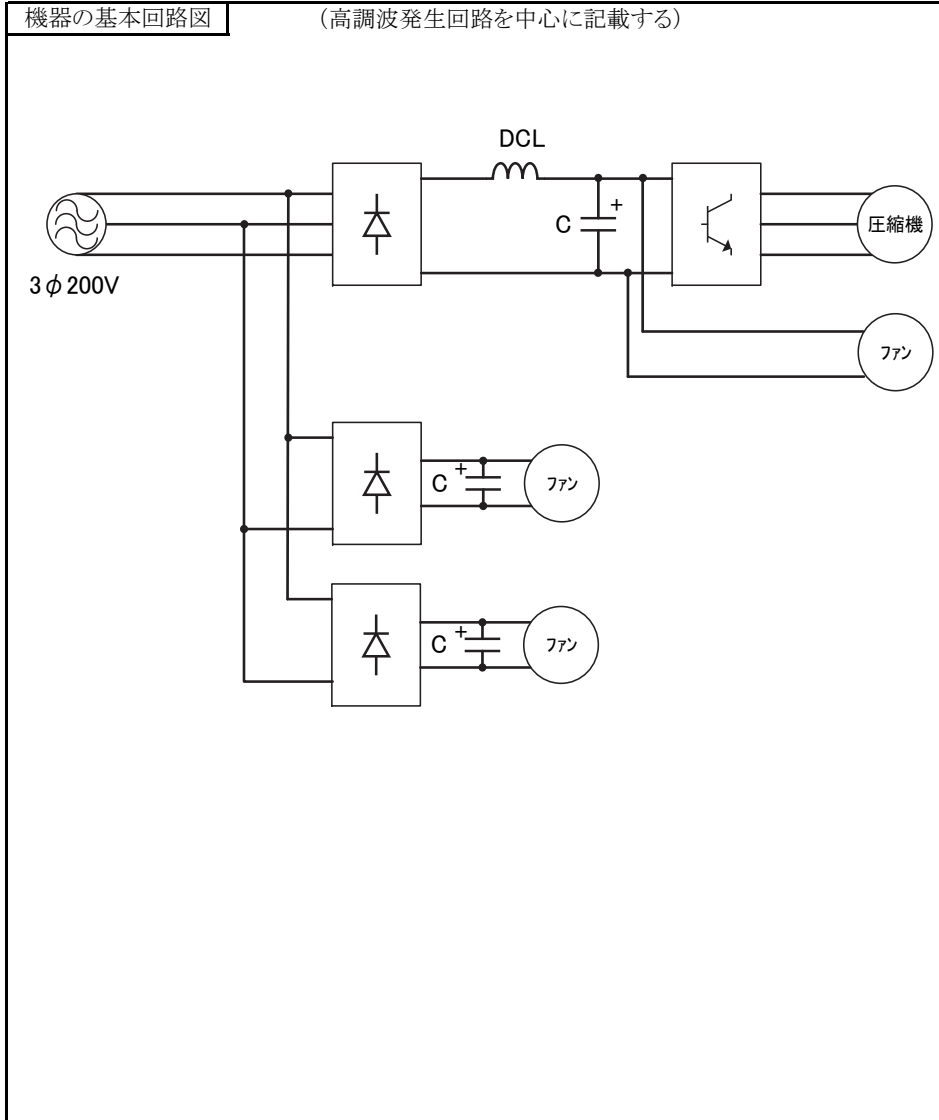 機器の基本回路図 (高調波発生回路を中心に記載する)
DCL
C +
圧縮機
3φ200V
ファン
C + ファン
C + ファン